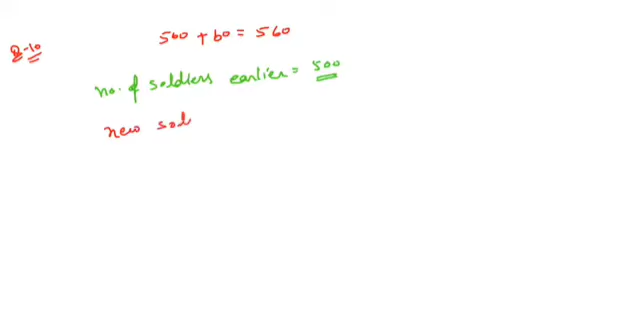 Q-10
500 + 60 = 560
no. of soldiers earlier = 500
new sol